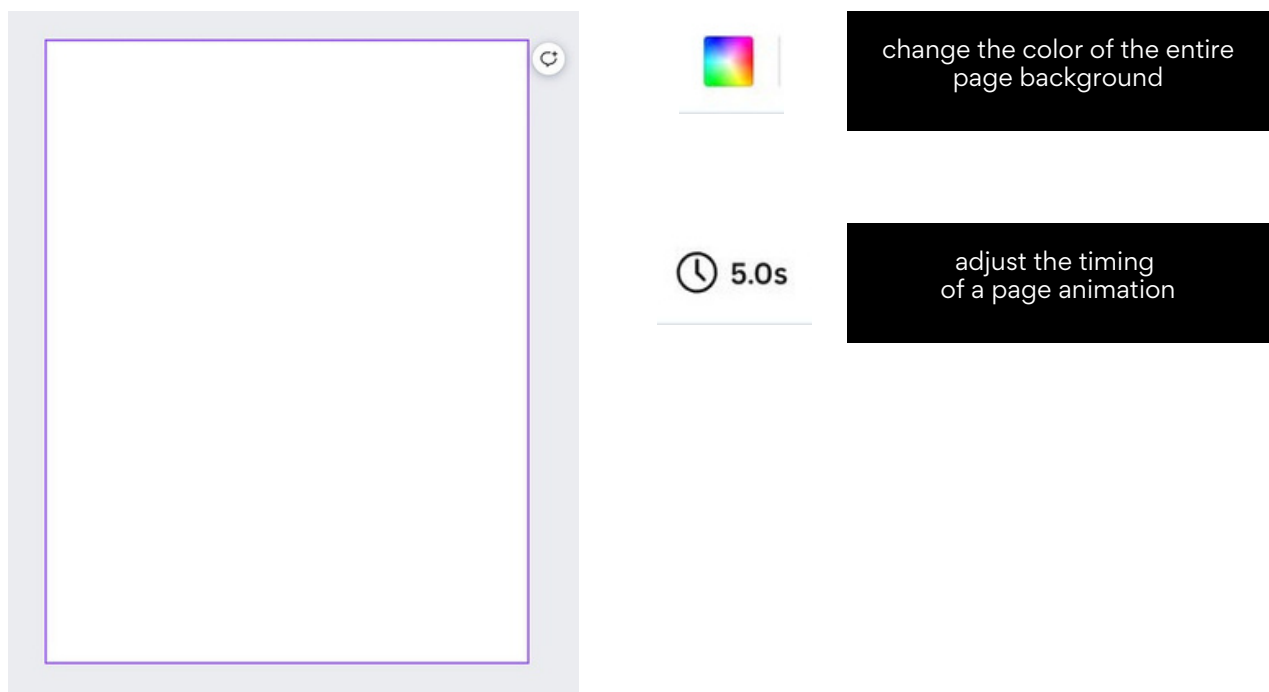 change the color of the entire
page background
5.0s
adjust the timing
of a page animation